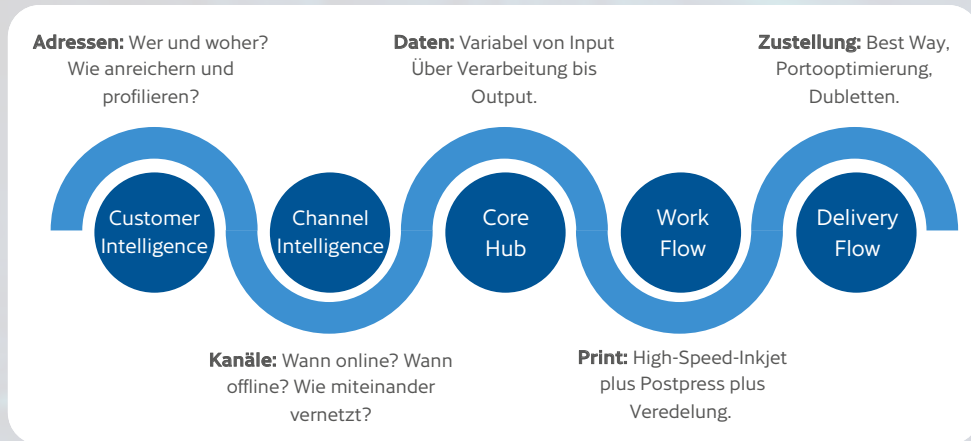 Adressen: Wer und woher?
Wie anreichern und
profilieren?
Daten: Variabel von Input
Über Verarbeitung bis
Output.
Zustellung: Best Way,
Portooptimierung,
Dubletten.
Customer
Intelligence
Channel
Intelligence
Core
Hub
Work
Flow
Delivery
Flow
Kanäle: Wann online? Wann
offline? Wie miteinander
vernetzt?
Print: High-Speed-Inkjet
plus Postpress plus
Veredelung.